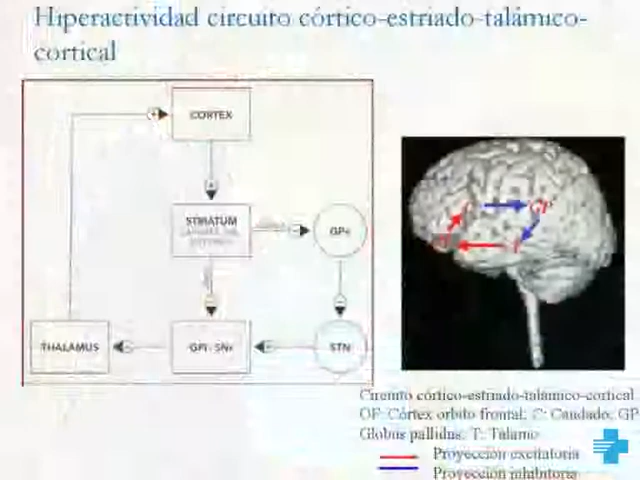 Hiperactividad circuito córtico-estriado-talámico-
cortical
CORTEX
STRIATUM
GPe
THALAMUS
GPi - SNr
STN
C
GP
T
Circuito córtico-estriado-talámico-cortical
OF: Córtex orbito frontal; C: Caudado; GP
Globus pallidus; T: Tálamo
Proyección excitatoria
Proyección inhibitoria